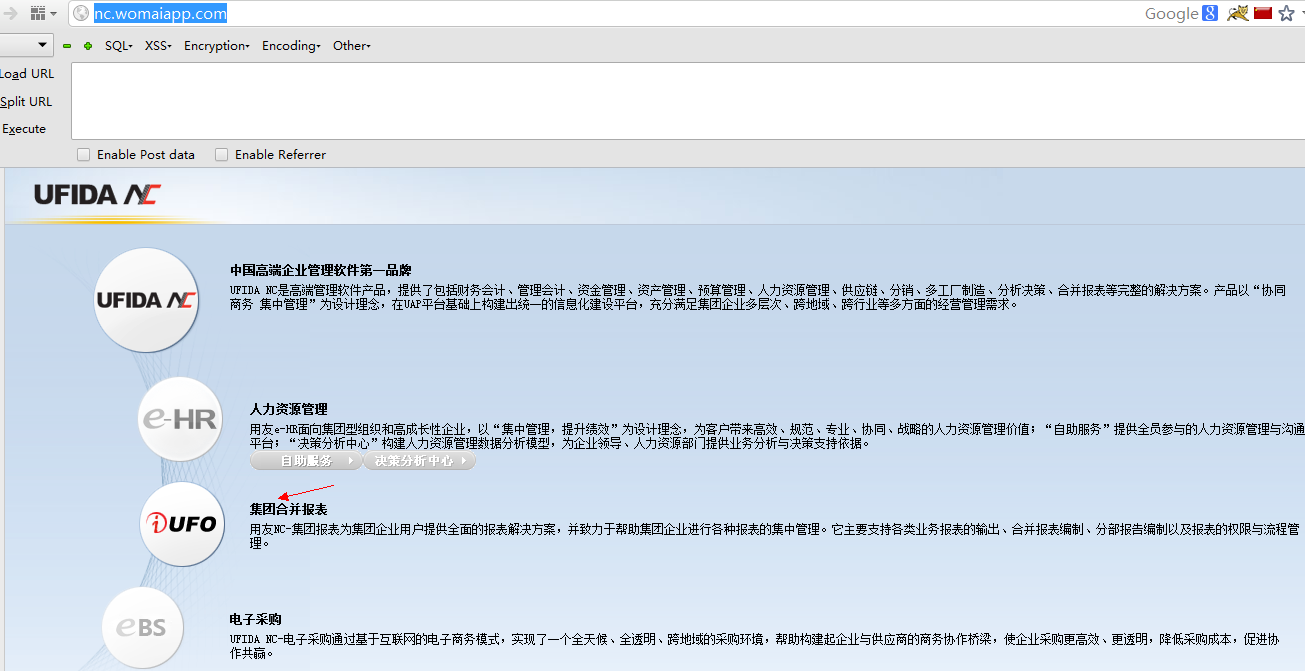 nc.womaiapp.com
Google 8
SQL XSS Encryption Encoding Other
Load URL
Split URL
Execute
Enable Post data Enable Referrer
UFIDA NC
UFIDA NC
中国高端企业管理软件第一品牌
UFIDA NC是高端管理软件产品，提供了包括财务会计、管理会计、资金管理、资产管理、预算管理、人力资源管理、供应链、分销、多工厂制造、分析决策、合并报表等完整的解决方案。产品以“协同
商务 集中管理”为设计理念，在UAP平台基础上构建出统一的信息化建设平台，充分满足集团企业多层次、跨地域、跨行业等多方面的经营管理需求。
e-HR
人力资源管理
用友e-HR面向集团型组织和高成长性企业，以“集中管理，提升绩效”为设计理念，为客户带来高效、规范、专业、协同、战略的人力资源管理价值；“自助服务”提供全员参与的人力资源管理与沟通
平台；“决策分析中心”构建人力资源管理数据分析模型，为企业领导、人力资源部门提供业务分析与决策支持依据。
自助服务 决策分析中心
iUFO
集团合并报表
用友NC-集团报表为集团企业用户提供全面的报表解决方案，并致力于帮助集团企业进行各种报表的集中管理。它主要支持各类业务报表的输出、合并报表编制、分部报告编制以及报表的权限与流程管
理。
eBS
电子采购
UFIDA NC-电子采购通过基于互联网的电子商务模式，实现了一个全天候、全透明、跨地域的采购环境，帮助构建起企业与供应商的商务协作桥梁，使企业采购更高效、更透明，降低采购成本，促进协
作共赢。